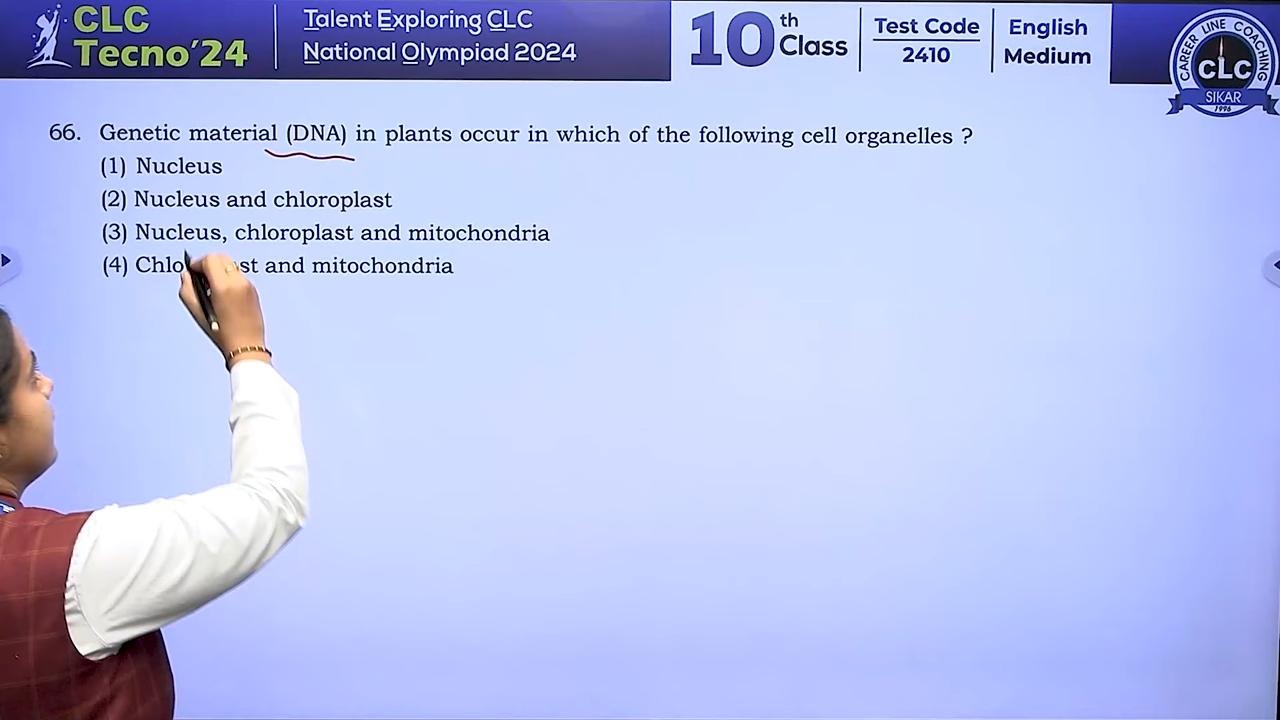 CLC
Tecno'24
Talent Exploring CLC
National Olympiad 2024
10th Class
Test Code
2410
English
Medium
CAREER LINE COACHING
CLC
SIKAR
1996
66. Genetic material (DNA) in plants occur in which of the following cell organelles ?
(1) Nucleus
(2) Nucleus and chloroplast
(3) Nucleus, chloroplast and mitochondria
(4) Chlo st and mitochondria